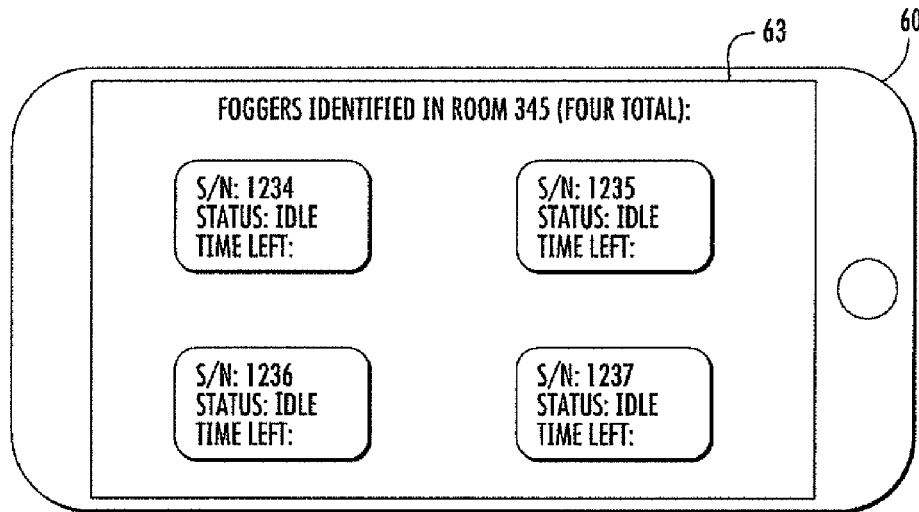 63
60
FOGGERS IDENTIFIED IN ROOM 345 (FOUR TOTAL):
S/N: 1234
STATUS: IDLE
TIME LEFT:
S/N: 1235
STATUS: IDLE
TIME LEFT:
S/N: 1236
STATUS: IDLE
TIME LEFT:
S/N: 1237
STATUS: IDLE
TIME LEFT: